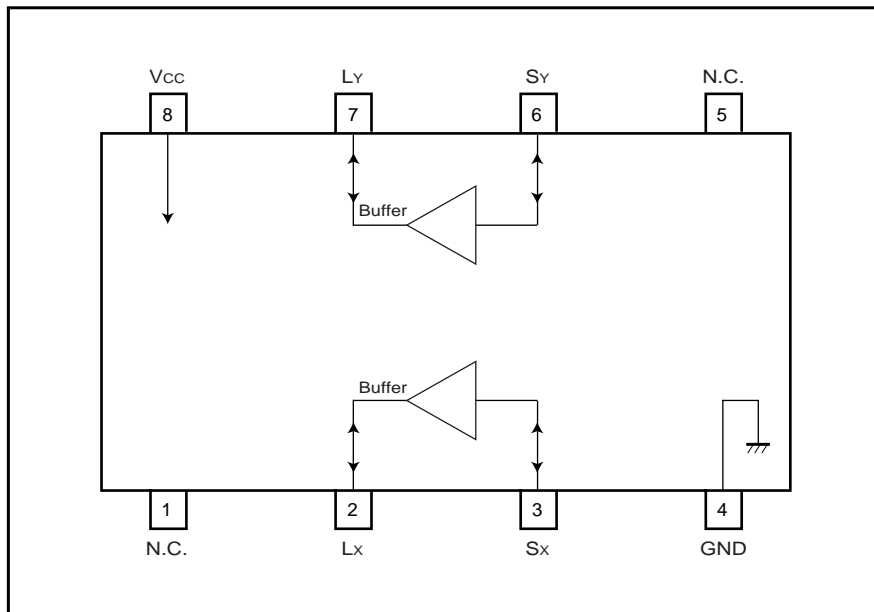 VCC LY SY N.C.
8 7 6 5
Buffer
Buffer
1 2 3 4
N.C. LX SX GND